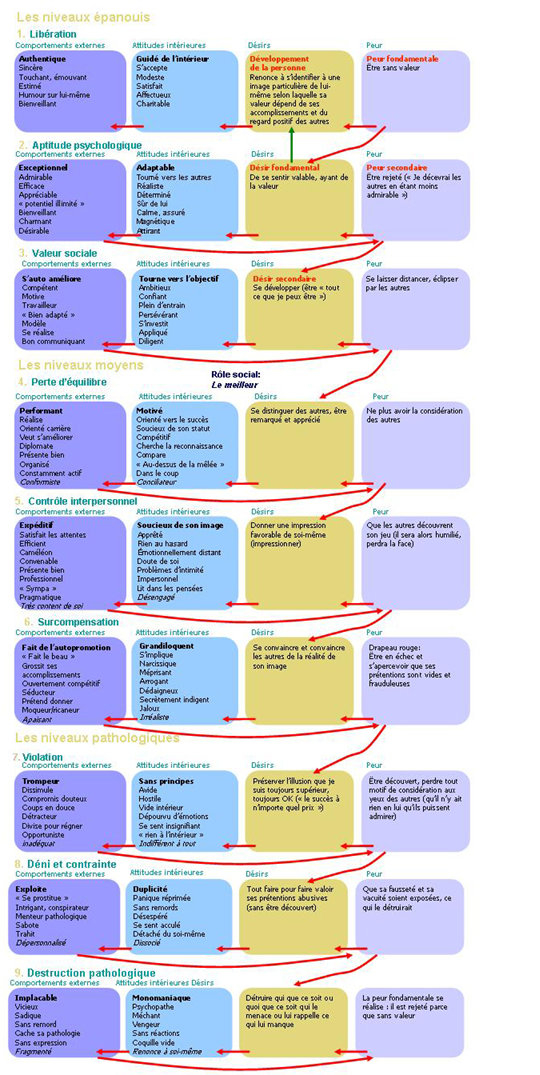 Les niveaux épanouis
1. Libération
Comportements externes
Attitudes intérieures
Désirs
Peur
Authentique
Sincère
Touchant, émouvant
Estimé
Humour sur lui-même
Bienveillant
Guidé de l'intérieur
S'accepte
Modeste
Satisfait
Affectueux
Charitable
Développement
de la personne
Renonce à s'identifier à une
image particulière de lui-
même selon laquelle sa
valeur dépend de ses
accomplissements et du
regard positif des autres
Peur fondamentale
Être sans valeur
2. Aptitude psychologique
Comportements externes
Attitudes intérieures
Désirs
Peur
Exceptionnel
Admirable
Efficace
Appréciable
« potentiel illimité »
Bienveillant
Charmant
Désirable
Adaptable
Tourné vers les autres
Réaliste
Déterminé
Sûr de lui
Calme, assuré
Magnétique
Attirant
Désir fondamental
De se sentir valable, ayant de
la valeur
Peur secondaire
Être rejeté (« Je décevrai les
autres en étant moins
admirable »)
3. Valeur sociale
Comportements externes
Attitudes intérieures
Désirs
Peur
S'auto améliore
Compétent
Motive
Travailleur
« Bien adapté »
Modèle
Se réalise
Bon communiquant
Tourne vers l'objectif
Ambitieux
Confiant
Plein d'entrain
Persévérant
S'investit
Appliqué
Diligent
Désir secondaire
Se développer (être « tout
ce que je peux être »)
Se laisser distancer, éclipser
par les autres
Les niveaux moyens
Rôle social:
Le meilleur
4. Perte d'équilibre
Comportements externes
Attitudes intérieures
Désirs
Peur
Performant
Réalise
Orienté carrière
Veut s'améliorer
Diplomate
Présente bien
Organisé
Constamment actif
Conformiste
Motivé
Orienté vers le succès
Soucieux de son statut
Compétitif
Cherche la reconnaissance
Compare
« Au-dessus de la mêlée »
Dans le coup
Conciliateur
Se distinguer des autres, être
remarqué et apprécié
Ne plus avoir la considération
des autres
5. Contrôle interpersonnel
Comportements externes
Attitudes intérieures
Désirs
Peur
Expéditif
Satisfait les attentes
Efficient
Caméléon
Convenable
Présente bien
Professionnel
« Sympa »
Pragmatique
Très content de soi
Soucieux de son image
Apprêté
Rien au hasard
Émotionnellement distant
Doute de soi
Problèmes d'intimité
Impersonnel
Lit dans les pensées
Désengagé
Donner une impression
favorable de soi-même
(impressionner)
Que les autres découvrent
son jeu (il sera alors humilié,
perdra la face)
6. Surcompensation
Comportements externes
Attitudes intérieures
Désirs
Peur
Fait de l'autopromotion
« Fait le beau »
Grossit ses
accomplissements
Ouvertement compétitif
Séducteur
Prétend donner
Moqueur/ricaneur
Apaisant
Grandiloquent
S'implique
Narcissique
Méprisant
Arrogant
Dédaigneux
Secrètement indigent
Jaloux
Irréaliste
Se convaincre et convaincre
les autres de la réalité de
son image
Drapeau rouge:
Être en échec et
s'apercevoir que ses
prétentions sont vides et
frauduleuses
Les niveaux pathologiques
7. Violation
Comportements externes
Attitudes intérieures
Désirs
Peur
Trompeur
Dissimule
Compromis douteux
Coups en douce
Détracteur
Divise pour régner
Opportuniste
inadéquat
Sans principes
Avide
Hostile
Vide intérieur
Dépourvu d'émotions
Se sent insignifiant
« rien à l'intérieur »
Indifférent à tout
Préserver l'illusion que je
suis toujours supérieur,
toujours OK (« le succès à
n'importe quel prix »)
Être découvert, perdre tout
motif de considération aux
yeux des autres (qu'il n'y ait
rien en lui qu'ils puissent
admirer)
8. Déni et contrainte
Comportements externes
Attitudes intérieures
Désirs
Peur
Exploite
« Se prostitue »
Intrigant, conspirateur
Menteur pathologique
Sabote
Trahit
Dépersonnalisé
Duplicité
Panique réprimée
Sans remords
Désespéré
Se sent acculé
Détaché du soi-même
Dissocié
Tout faire pour faire valoir
ses prétentions abusives
(sans être découvert)
Que sa fausseté et sa
vacuité soient exposées, ce
qui le détruirait
9. Destruction pathologique
Comportements externes
Attitudes intérieures Désirs
Peur
Implacable
Vicieux
Sadique
Sans remord
Cache sa pathologie
Sans expression
Fragmenté
Monomaniaque
Psychopathe
Méchant
Vengeur
Sans réactions
Coquille vide
Renonce à soi-même
Détruire qui que ce soit ou
quoi que ce soit qui le
menace ou lui rappelle ce
qui lui manque
La peur fondamentale se
réalise : il est rejeté parce
que sans valeur